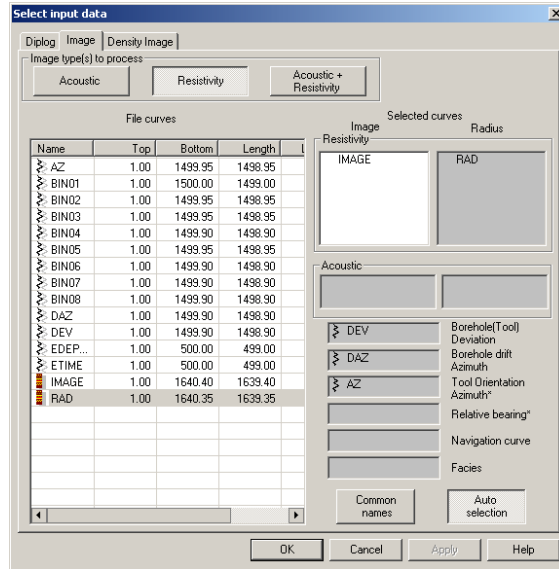 Select input data
Diplog Image Density Image
Image type(s) to process
Acoustic Resistivity Acoustic + Resistivity
File curves
Selected curves
Image Radius
Name Top Bottom Length L
AZ 1.00 1499.95 1498.95
BIN01 1.00 1500.00 1499.00
BIN02 1.00 1499.95 1498.95
BIN03 1.00 1499.95 1498.95
BIN04 1.00 1499.90 1498.90
BIN05 1.00 1499.95 1498.95
BIN06 1.00 1499.90 1498.90
BIN07 1.00 1499.90 1498.90
BIN08 1.00 1499.90 1498.90
DAZ 1.00 1499.90 1498.90
DEV 1.00 1499.90 1498.90
EDEP... 1.00 500.00 499.00
ETIME 1.00 500.00 499.00
IMAGE 1.00 1640.40 1639.40
RAD 1.00 1640.35 1639.35
Resistivity
IMAGE RAD
Acoustic
DEV Borehole(Tool) Deviation
DAZ Borehole drift Azimuth
AZ Tool Orientation Azimuth*
Relative bearing*
Navigation curve
Facies
Common names
Auto selection
OK Cancel Apply Help